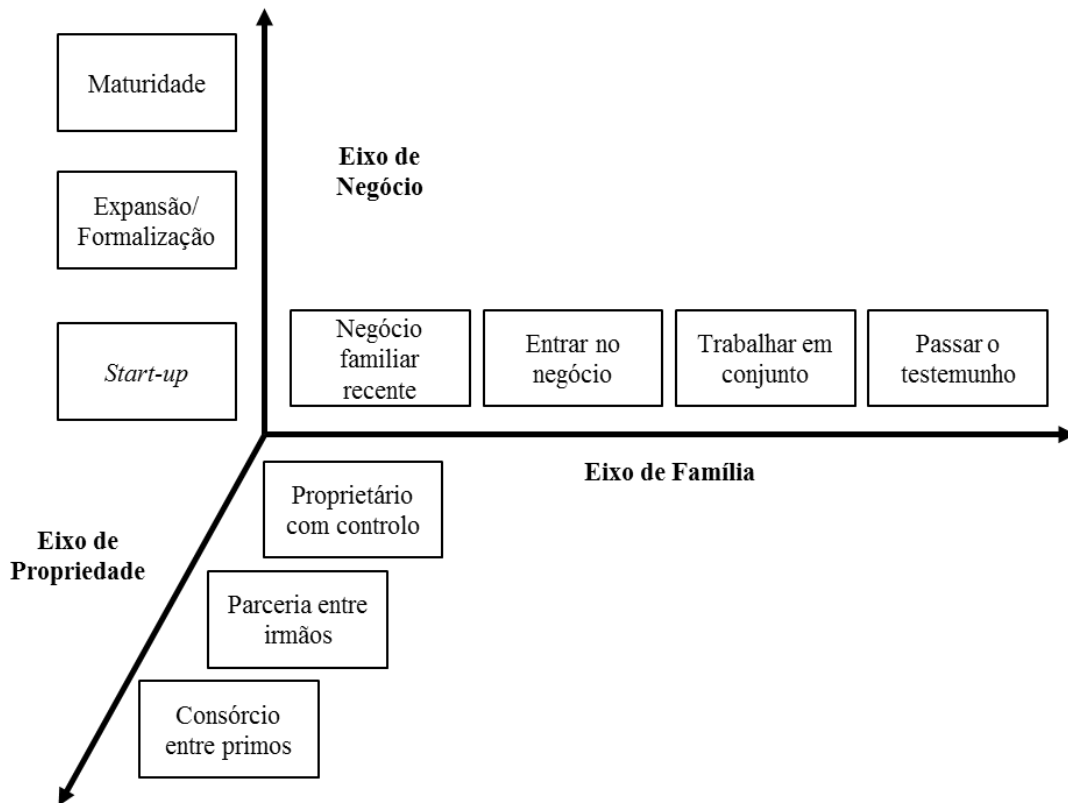 Maturidade
Eixo de
Negócio
Expansão/
Formalização
Start-up
Negócio
familiar
recente
Entrar no
negócio
Trabalhar em
conjunto
Passar o
testemunho
Eixo de Família
Proprietário
com controlo
Eixo de
Propriedade
Parceria entre
irmãos
Consórcio
entre primos